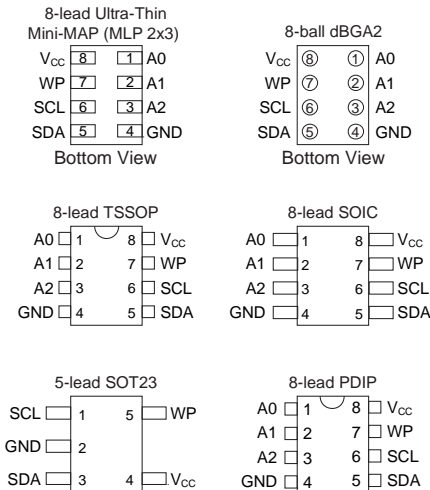 8-lead Ultra-Thin
Mini-MAP (MLP 2x3)
VCC 8 1 A0
WP 7 2 A1
SCL 6 3 A2
SDA 5 4 GND
Bottom View
8-ball dBGA2
VCC 8 1 A0
WP 7 2 A1
SCL 6 3 A2
SDA 5 4 GND
Bottom View
8-lead TSSOP
A0 1 8 VCC
A1 2 7 WP
A2 3 6 SCL
GND 4 5 SDA
8-lead SOIC
A0 1 8 VCC
A1 2 7 WP
A2 3 6 SCL
GND 4 5 SDA
5-lead SOT23
SCL 1 5 WP
GND 2
SDA 3 4 VCC
8-lead PDIP
A0 1 8 VCC
A1 2 7 WP
A2 3 6 SCL
GND 4 5 SDA